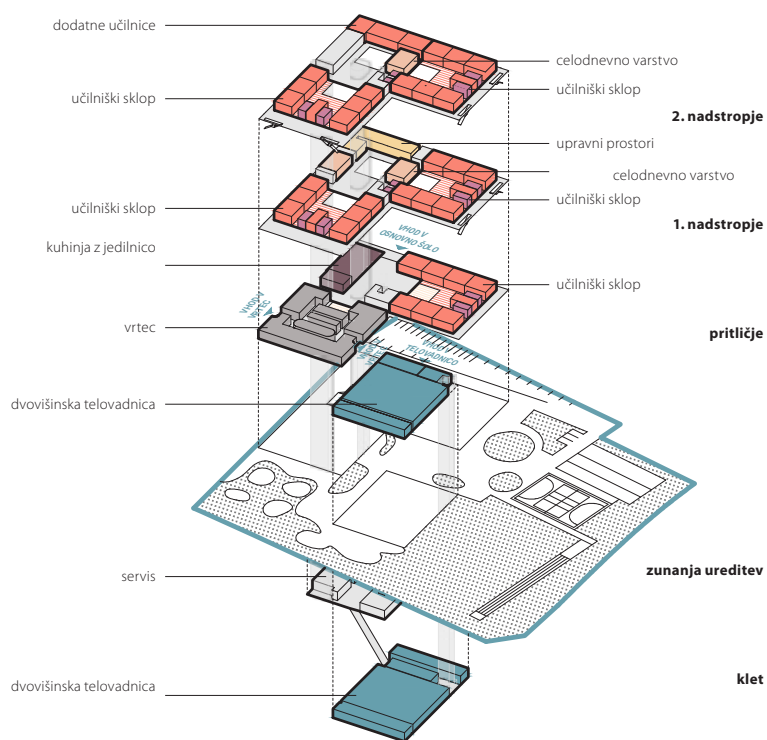 dodatne učilnice
celodnevno varstvo
učilniški sklop
učilniški sklop
2. nadstropje
upravni prostori
celodnevno varstvo
učilniški sklop
učilniški sklop
1. nadstropje
VHOD V
OSNOVNO ŠOLO
kuhinja z jedilnico
učilniški sklop
VHOD V
VRTEC
vrtec
pritličje
VHOD V
TELOVADNICO
dvovišinska telovadnica
servis
zunanja ureditev
klet
dvovišinska telovadnica